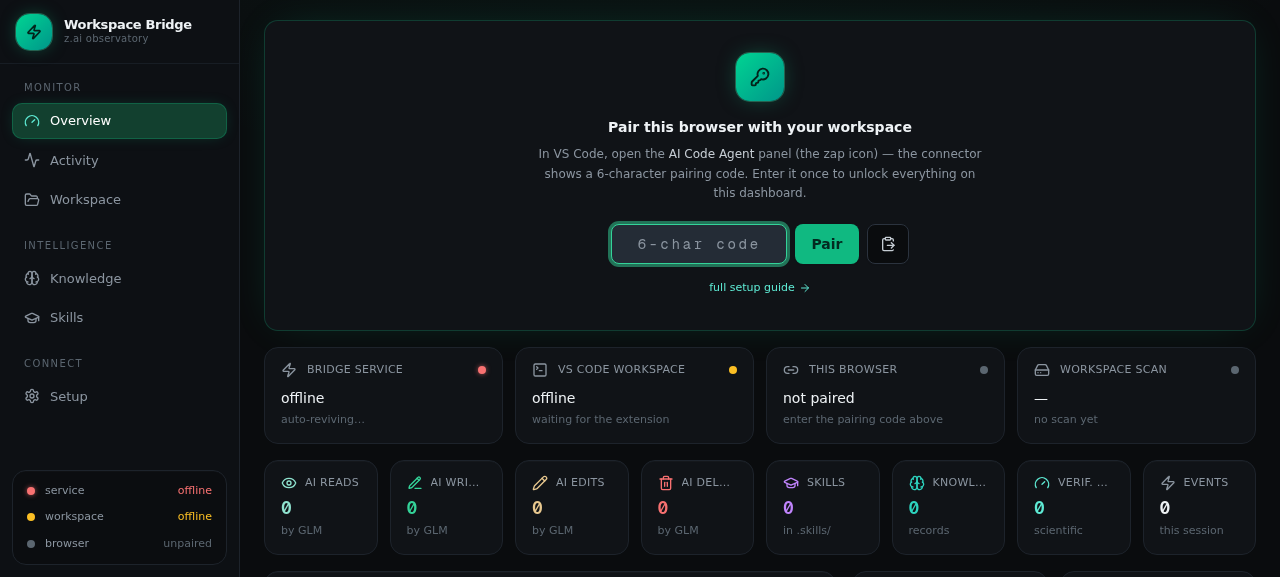 Workspace Bridge
z.ai observatory
MONITOR
Overview
Activity
Workspace
INTELLIGENCE
Knowledge
Skills
CONNECT
Setup
service offline
workspace offline
browser unpaired
Pair this browser with your workspace
In VS Code, open the AI Code Agent panel (the zap icon) — the connector
shows a 6-character pairing code. Enter it once to unlock everything on
this dashboard.
6-char code
Pair
full setup guide →
BRIDGE SERVICE
offline
auto-reviving...
VS CODE WORKSPACE
offline
waiting for the extension
THIS BROWSER
not paired
enter the pairing code above
WORKSPACE SCAN
—
no scan yet
AI READS
0
by GLM
AI WRI...
0
by GLM
AI EDITS
0
by GLM
AI DEL...
0
by GLM
SKILLS
0
in .skills/
KNOWL...
0
records
VERIF. ...
0
scientific
EVENTS
0
this session